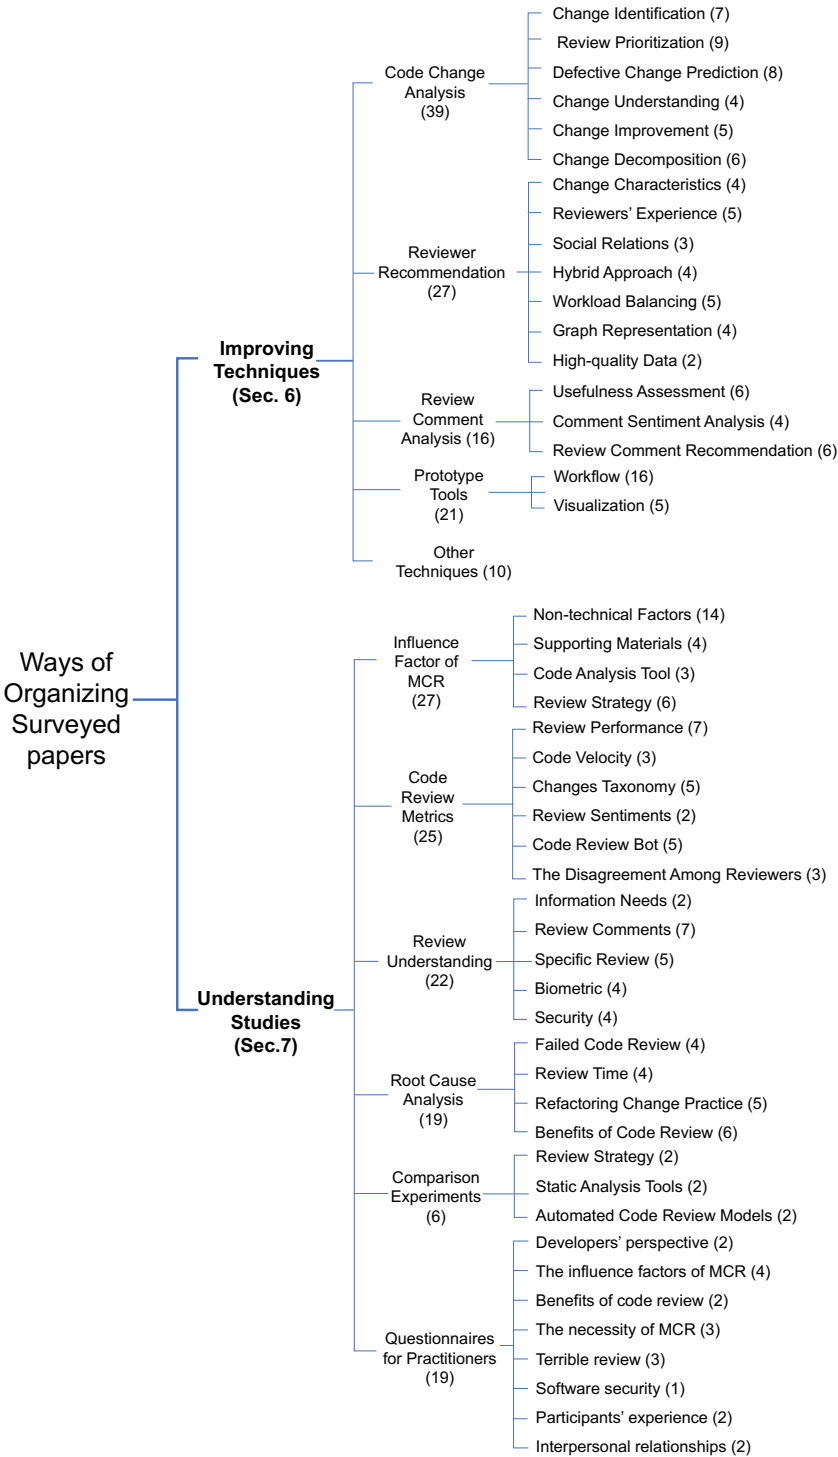 Ways of
Organizing
Surveyed
papers
Improving
Techniques
(Sec. 6)
Code Change
Analysis
(39)
Change Identification (7)
Review Prioritization (9)
Defective Change Prediction (8)
Change Understanding (4)
Change Improvement (5)
Change Decomposition (6)
Reviewer
Recommendation
(27)
Change Characteristics (4)
Reviewers’ Experience (5)
Social Relations (3)
Hybrid Approach (4)
Workload Balancing (5)
Graph Representation (4)
High-quality Data (2)
Review
Comment
Analysis (16)
Usefulness Assessment (6)
Comment Sentiment Analysis (4)
Review Comment Recommendation (6)
Prototype
Tools
(21)
Workflow (16)
Visualization (5)
Other
Techniques (10)
Understanding
Studies
(Sec.7)
Influence
Factor of
MCR
(27)
Non-technical Factors (14)
Supporting Materials (4)
Code Analysis Tool (3)
Review Strategy (6)
Code
Review
Metrics
(25)
Review Performance (7)
Code Velocity (3)
Changes Taxonomy (5)
Review Sentiments (2)
Code Review Bot (5)
The Disagreement Among Reviewers (3)
Review
Understanding
(22)
Information Needs (2)
Review Comments (7)
Specific Review (5)
Biometric (4)
Security (4)
Root Cause
Analysis
(19)
Failed Code Review (4)
Review Time (4)
Refactoring Change Practice (5)
Benefits of Code Review (6)
Comparison
Experiments
(6)
Review Strategy (2)
Static Analysis Tools (2)
Automated Code Review Models (2)
Questionnaires
for Practitioners
(19)
Developers’ perspective (2)
The influence factors of MCR (4)
Benefits of code review (2)
The necessity of MCR (3)
Terrible review (3)
Software security (1)
Participants’ experience (2)
Interpersonal relationships (2)